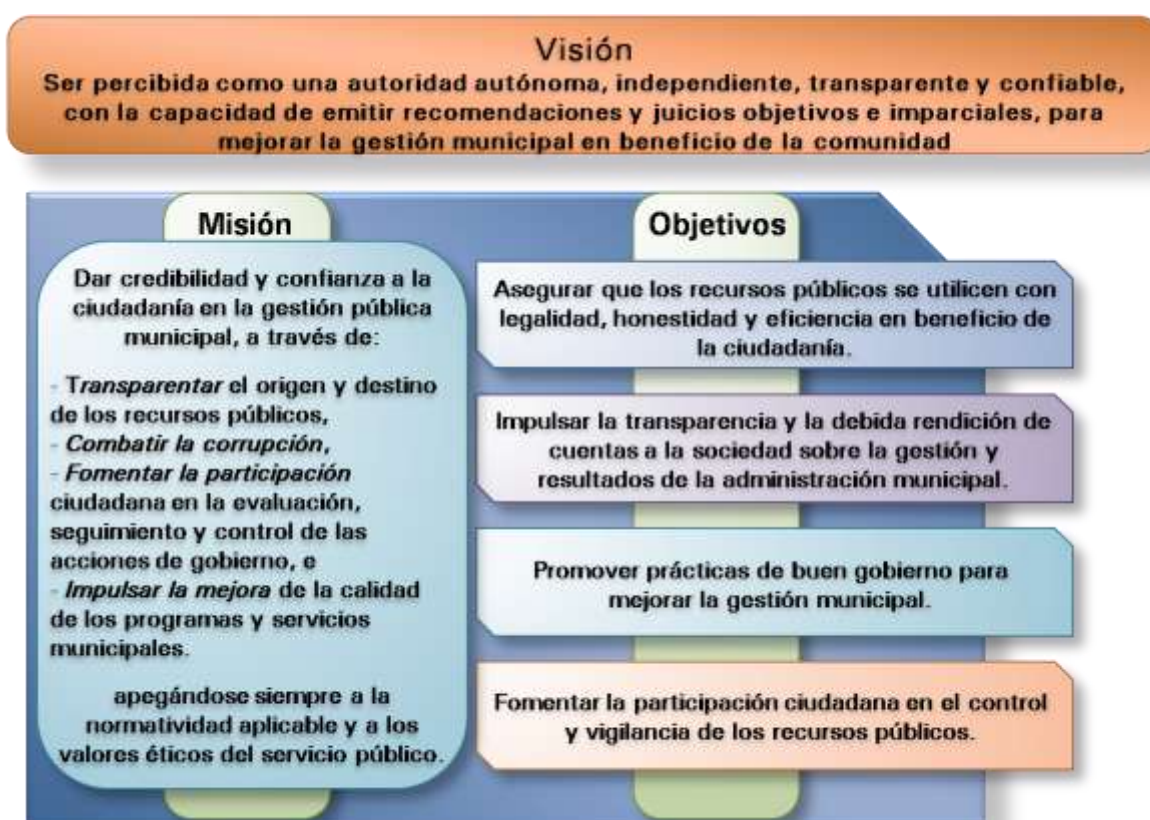 Visión
Ser percibida como una autoridad autónoma, independiente, transparente y confiable,
con la capacidad de emitir recomendaciones y juicios objetivos e imparciales, para
mejorar la gestión municipal en beneficio de la comunidad
Misión
Dar credibilidad y confianza a la
ciudadanía en la gestión pública
municipal, a través de:
- Transparentar el origen y destino
de los recursos públicos,
- Combatir la corrupción,
- Fomentar la participación
ciudadana en la evaluación,
seguimiento y control de las
acciones de gobierno, e
- Impulsar la mejora de la calidad
de los programas y servicios
municipales.
apegándose siempre a la
normatividad aplicable y a los
valores éticos del servicio público.
Objetivos
Asegurar que los recursos públicos se utilicen con
legalidad, honestidad y eficiencia en beneficio de
la ciudadanía.
Impulsar la transparencia y la debida rendición de
cuentas a la sociedad sobre la gestión y
resultados de la administración municipal.
Promover prácticas de buen gobierno para
mejorar la gestión municipal.
Fomentar la participación ciudadana en el control
y vigilancia de los recursos públicos.